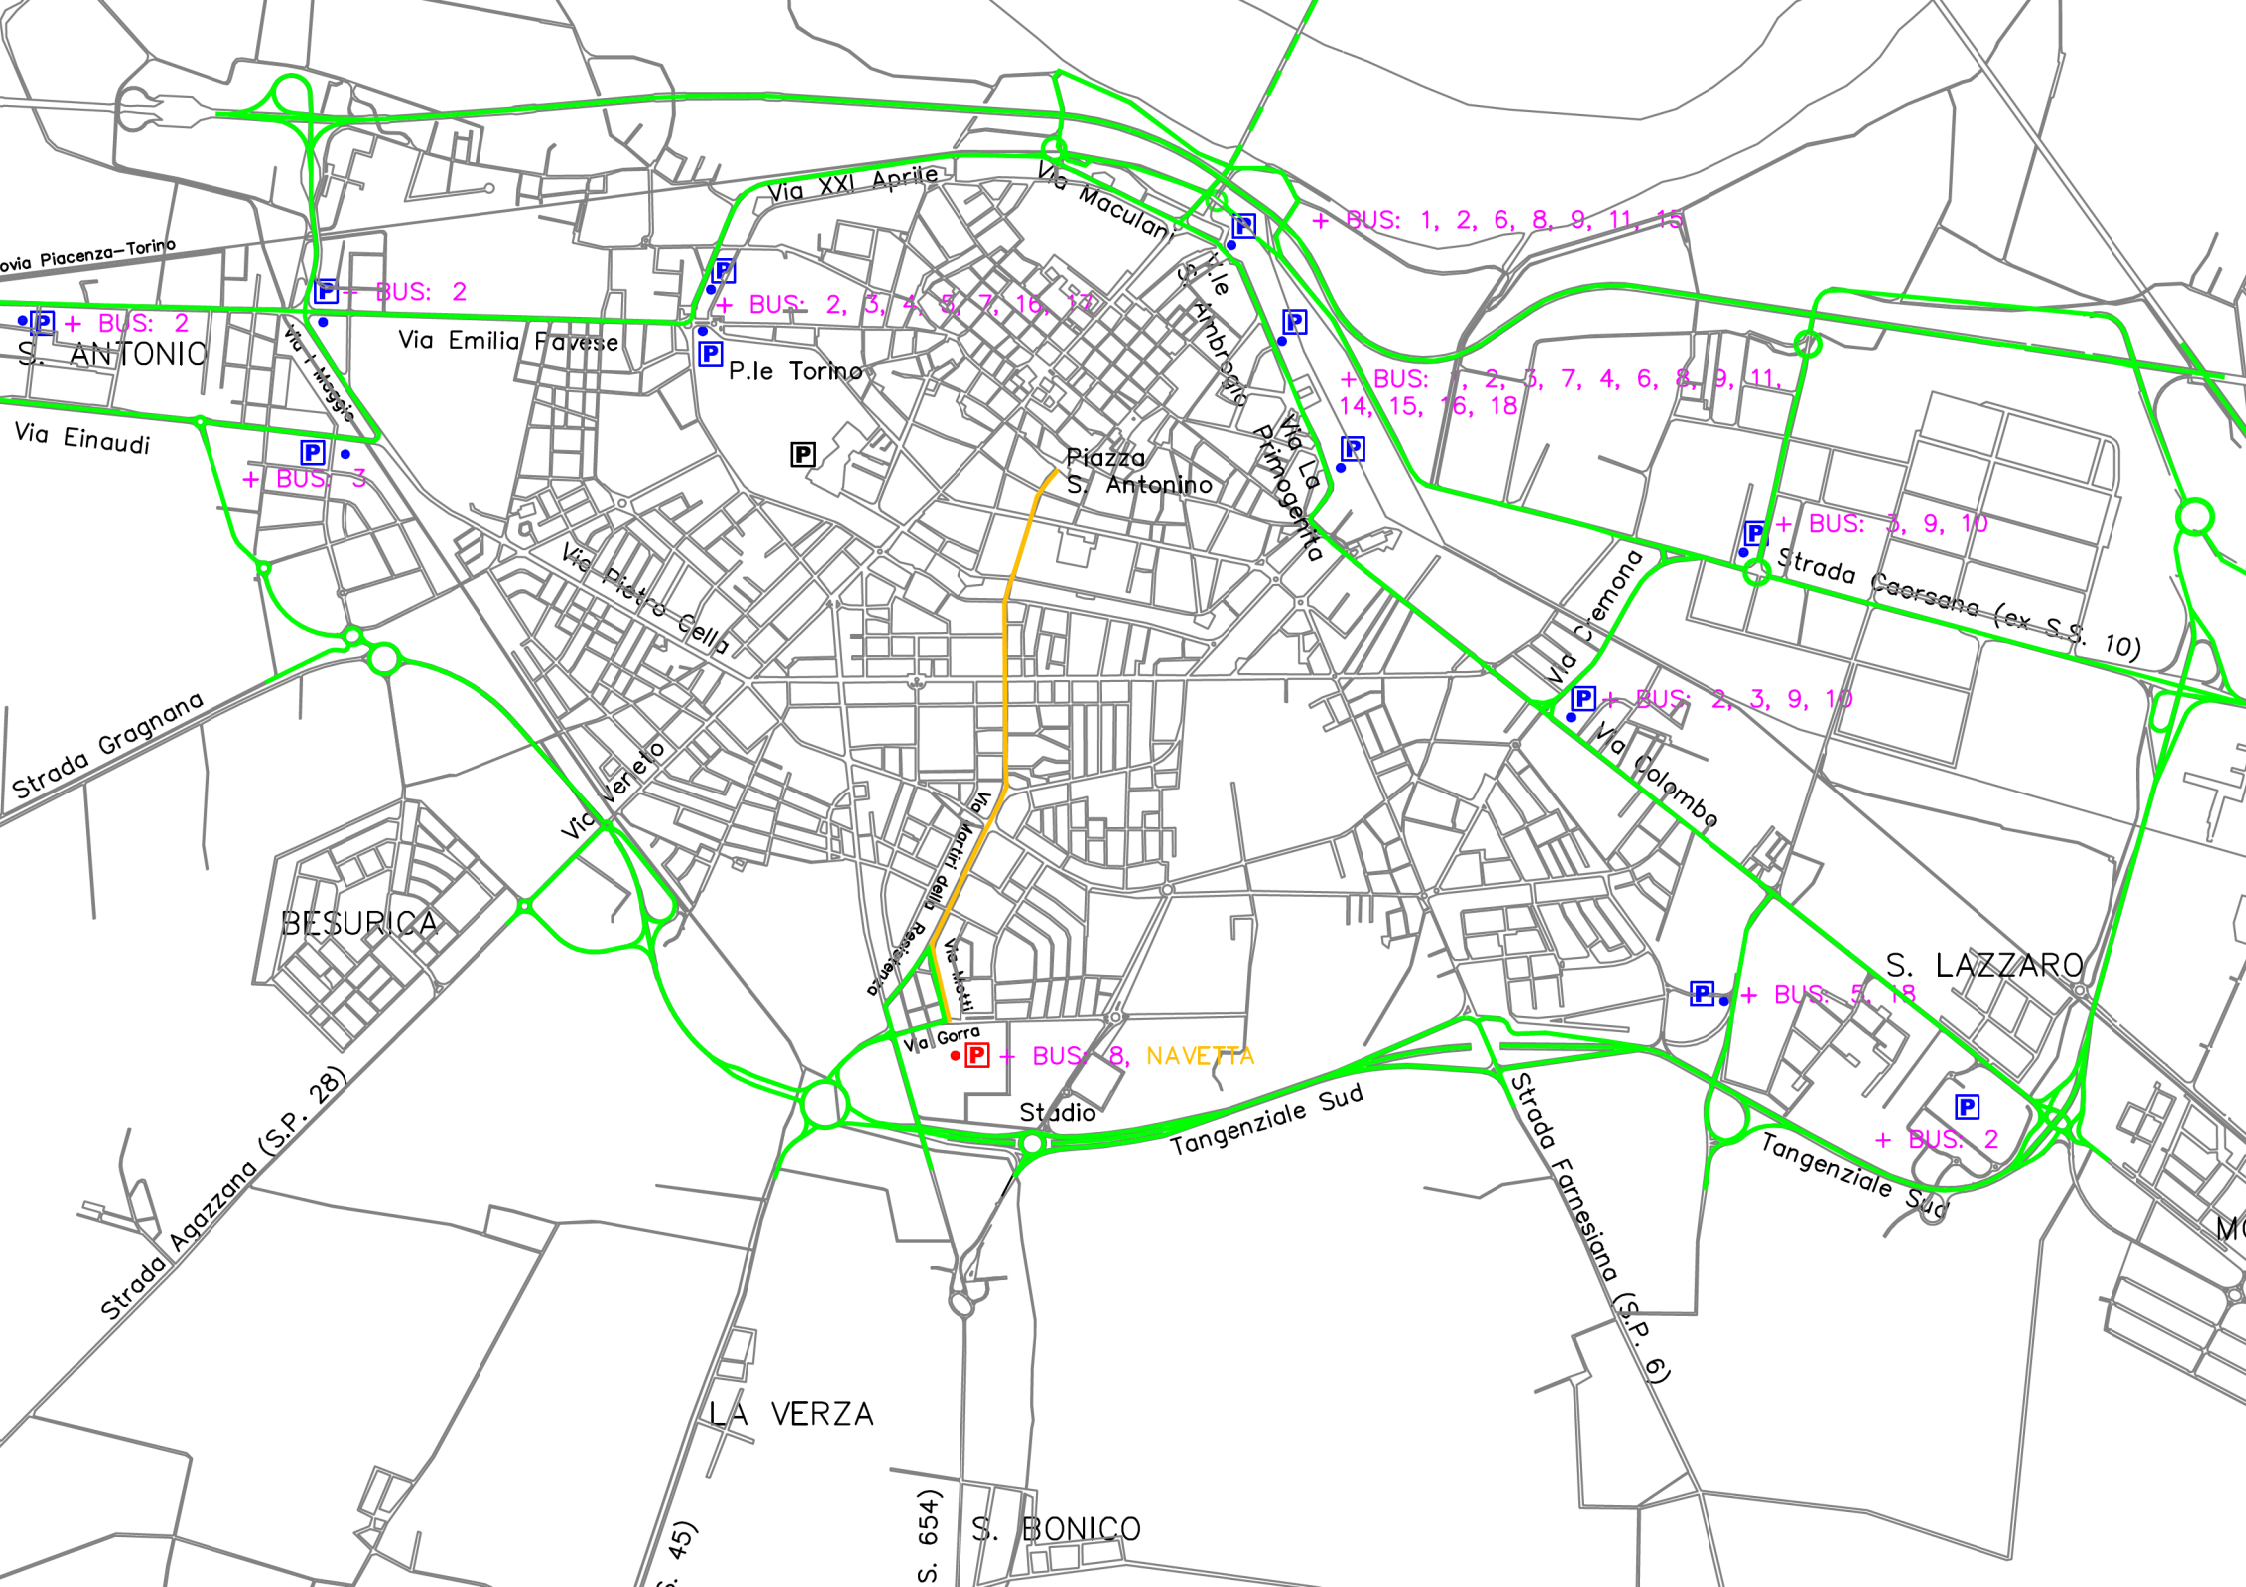 Via XXI Aprile
Via Maculani
P
+ BUS: 1, 2, 6, 8, 9, 11, 15
ovia Piacenza-Torino
P
+ BUS: 2
P
+ BUS: 2, 3, 4, 5, 7, 16, 17
V.le
S. Ambrogio
P
+ BUS: 2
S. ANTONIO
Via I Maggio
Via Emilia Pavese
P
P.le Torino
P
+ BUS: 1, 2, 3, 7, 4, 6, 8, 9, 11,
14, 15, 16, 18
Via Einaudi
P
+ BUS: 3
P
Piazza
S. Antonino
Via La
Primogenita
P
P
+ BUS: 3, 9, 10
Strada Caorsana (ex S.S. 10)
Via Pietro Cella
Via Cremona
P
+ BUS: 2, 3, 9, 10
Strada Gragnana
Via Veneto
Via Colombo
Via Martiri della Resistenza
BESURICA
Via Miotti
S. LAZZARO
P
+ BUS: 5, 18
Via Gorra
P
+ BUS: 8, NAVETTA
Stadio
Tangenziale Sud
P
+ BUS: 2
Tangenziale Sud
Strada Agazzana (S.P. 28)
Strada Farnesiana (S.P. 6)
MO
LA VERZA
S. 45)
S. 654)
S. BONICO